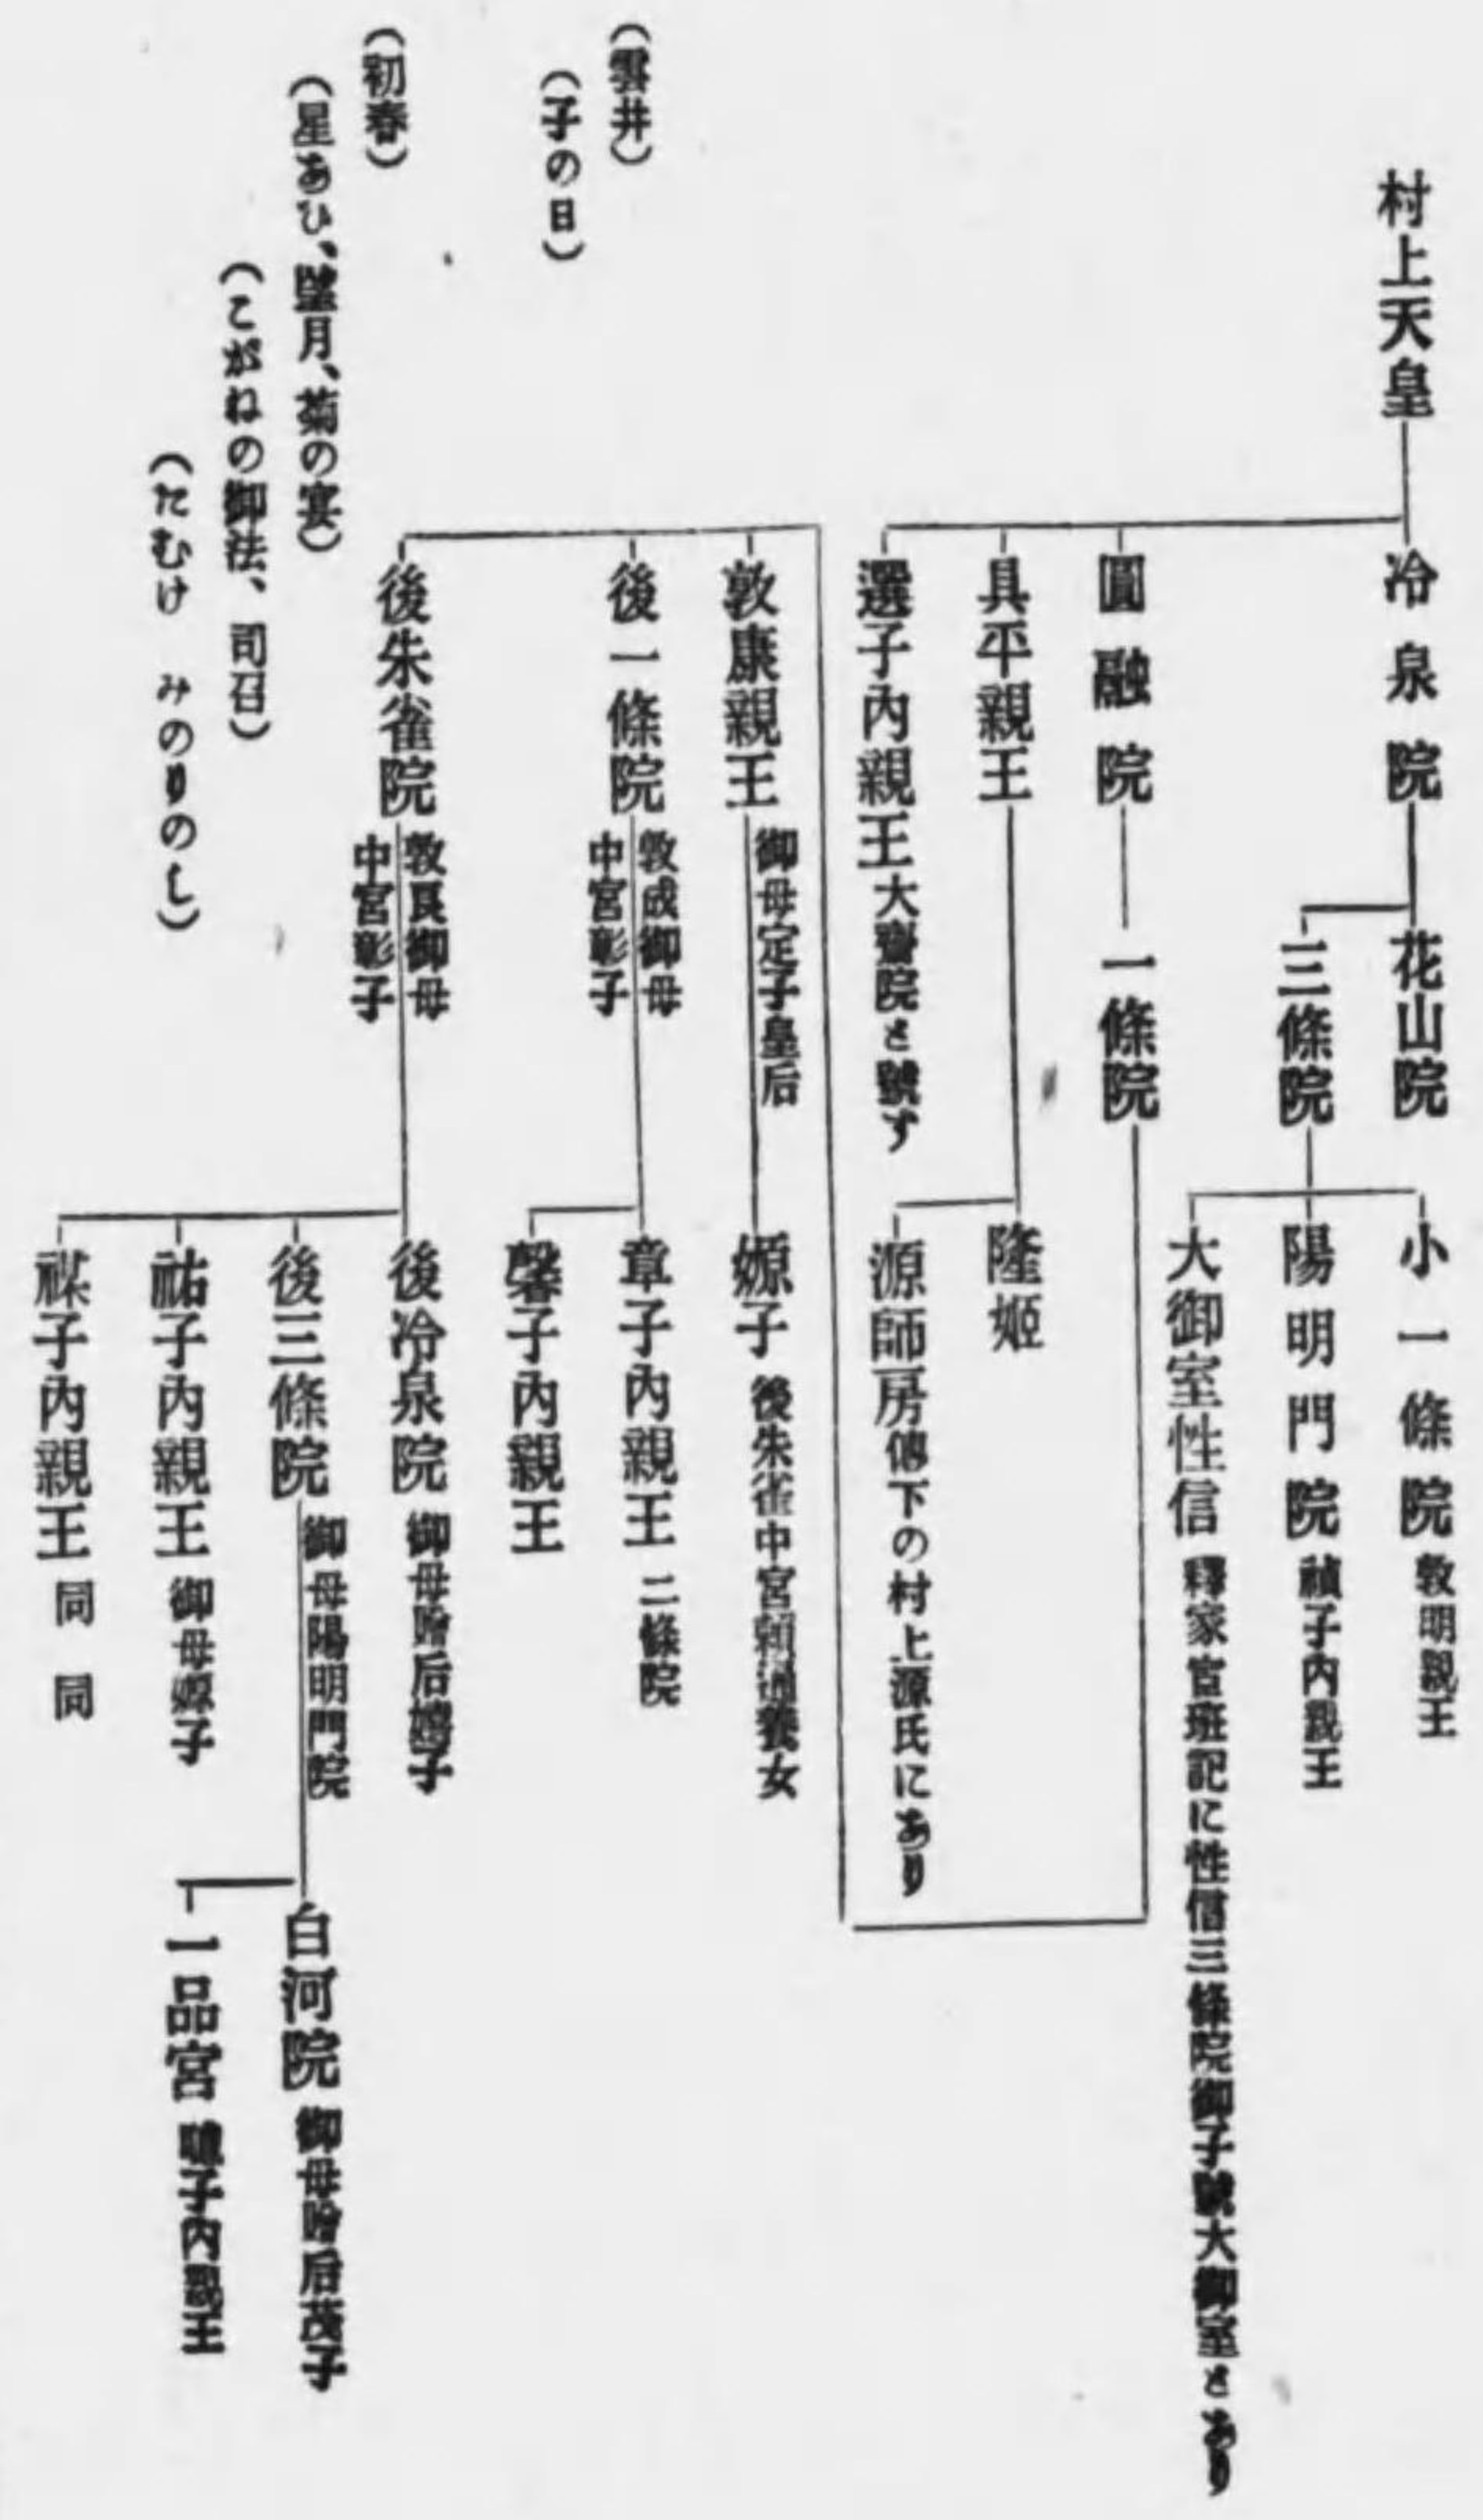 村上天皇
冷泉院
花山院
小一條院 敦明親王
三條院
陽明門院 禎子内親王
大御室性信 釋家官班記に性信三條院御子號大御室とあり
圓融院
一條院
具平親王
隆姬
源師房 傳下の村上源氏にあり
選子内親王 大齋院と號す
敦康親王 御母定子皇后
嫄子 後朱雀中宮賴通養女
後一條院 敦成御母中宮彰子
章子内親王 二條院
馨子内親王
後朱雀院 敦良御母中宮彰子
後冷泉院 御母贈后嬉子
後三條院 御母陽明門院
白河院 御母贈后茂子
一品宮 聰子内親王
祐子内親王 御母嫄子
禖子内親王 同 同
(雲井)
(子の日)
(初春)
(星あひ、望月、菊の宴)
(こがねの御法、司召)
(たむけ みのりのし)